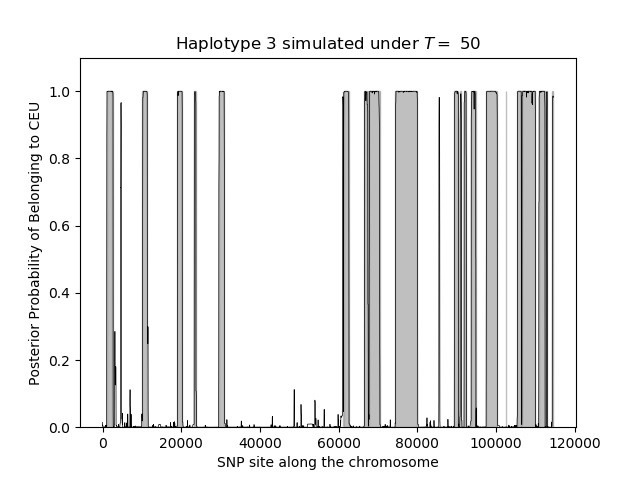 Haplotype 3 simulated under T = 50
Posterior Probability of Belonging to CEU
1.0
0.8
0.6
0.4
0.2
0.0
0 20000 40000 60000 80000 100000 120000
SNP site along the chromosome